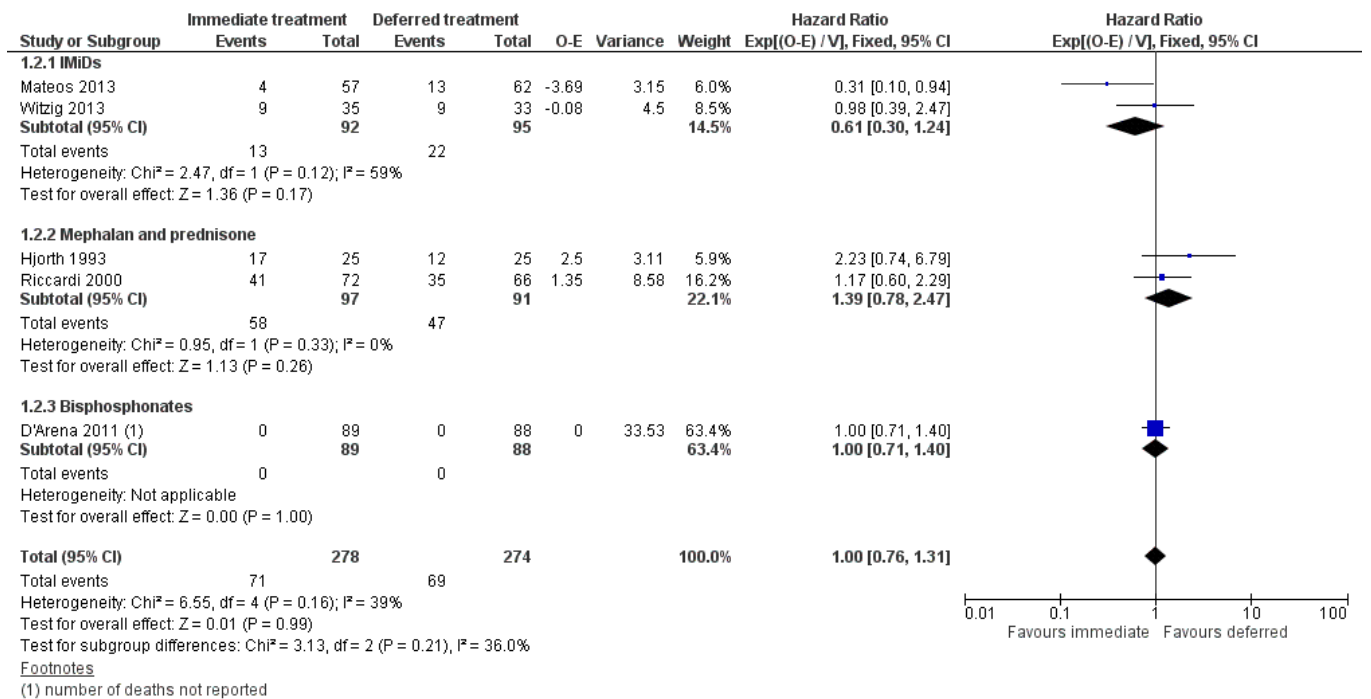 Immediate treatment Deferred treatment Hazard Ratio Hazard Ratio
Study or Subgroup Events Total Events Total O-E Variance Weight Exp[(O-E) / V], Fixed, 95% CI Exp[(O-E) / V], Fixed, 95% CI
1.2.1 IMiDs
Mateos 2013 4 57 13 62 -3.69 3.15 6.0% 0.31 [0.10, 0.94]
Witzig 2013 9 35 9 33 -0.08 4.5 8.5% 0.98 [0.39, 2.47]
Subtotal (95% CI) 92 95 14.5% 0.61 [0.30, 1.24]
Total events 13 22
Heterogeneity: Chi² = 2.47, df = 1 (P = 0.12); I² = 59%
Test for overall effect: Z = 1.36 (P = 0.17)
1.2.2 Mephalan and prednisone
Hjorth 1993 17 25 12 25 2.5 3.11 5.9% 2.23 [0.74, 6.79]
Riccardi 2000 41 72 35 66 1.35 8.58 16.2% 1.17 [0.60, 2.29]
Subtotal (95% CI) 97 91 22.1% 1.39 [0.78, 2.47]
Total events 58 47
Heterogeneity: Chi² = 0.95, df = 1 (P = 0.33); I² = 0%
Test for overall effect: Z = 1.13 (P = 0.26)
1.2.3 Bisphosphonates
D'Arena 2011 (1) 0 89 0 88 0 33.53 63.4% 1.00 [0.71, 1.40]
Subtotal (95% CI) 89 88 63.4% 1.00 [0.71, 1.40]
Total events 0 0
Heterogeneity: Not applicable
Test for overall effect: Z = 0.00 (P = 1.00)
Total (95% CI) 278 274 100.0% 1.00 [0.76, 1.31]
Total events 71 69
Heterogeneity: Chi² = 6.55, df = 4 (P = 0.16); I² = 39%
Test for overall effect: Z = 0.01 (P = 0.99)
Test for subgroup differences: Chi² = 3.13, df = 2 (P = 0.21), I² = 36.0%
0.01 0.1 1 10 100
Favours immediate Favours deferred
Footnotes
(1) number of deaths not reported